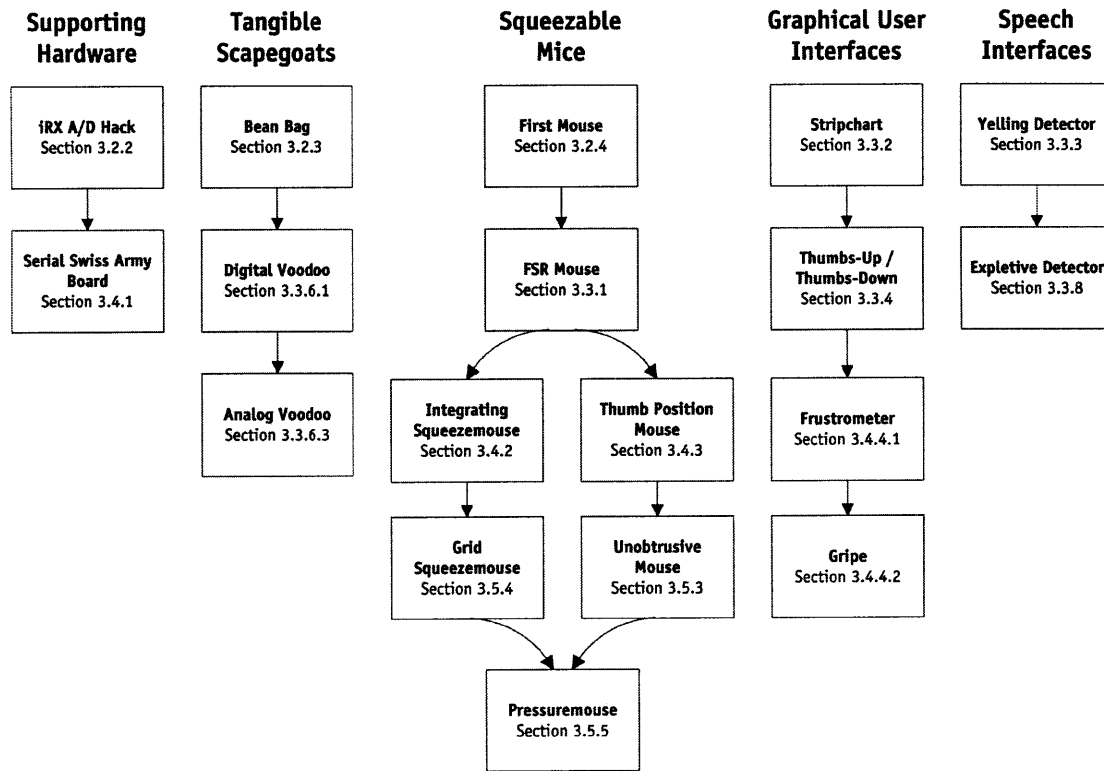 Supporting
Hardware
Tangible
Scapegoats
Squeezable
Mice
Graphical User
Interfaces
Speech
Interfaces
iRX A/D Hack
Section 3.2.2
Serial Swiss Army
Board
Section 3.4.1
Bean Bag
Section 3.2.3
Digital Voodoo
Section 3.3.6.1
Analog Voodoo
Section 3.3.6.3
First Mouse
Section 3.2.4
FSR Mouse
Section 3.3.1
Integrating
Squeezemouse
Section 3.4.2
Thumb Position
Mouse
Section 3.4.3
Grid
Squeezemouse
Section 3.5.4
Unobtrusive
Mouse
Section 3.5.3
Pressuremouse
Section 3.5.5
Stripchart
Section 3.3.2
Thumbs-Up /
Thumbs-Down
Section 3.3.4
Frustrometer
Section 3.4.4.1
Gripe
Section 3.4.4.2
Yelling Detector
Section 3.3.3
Expletive Detector
Section 3.3.8